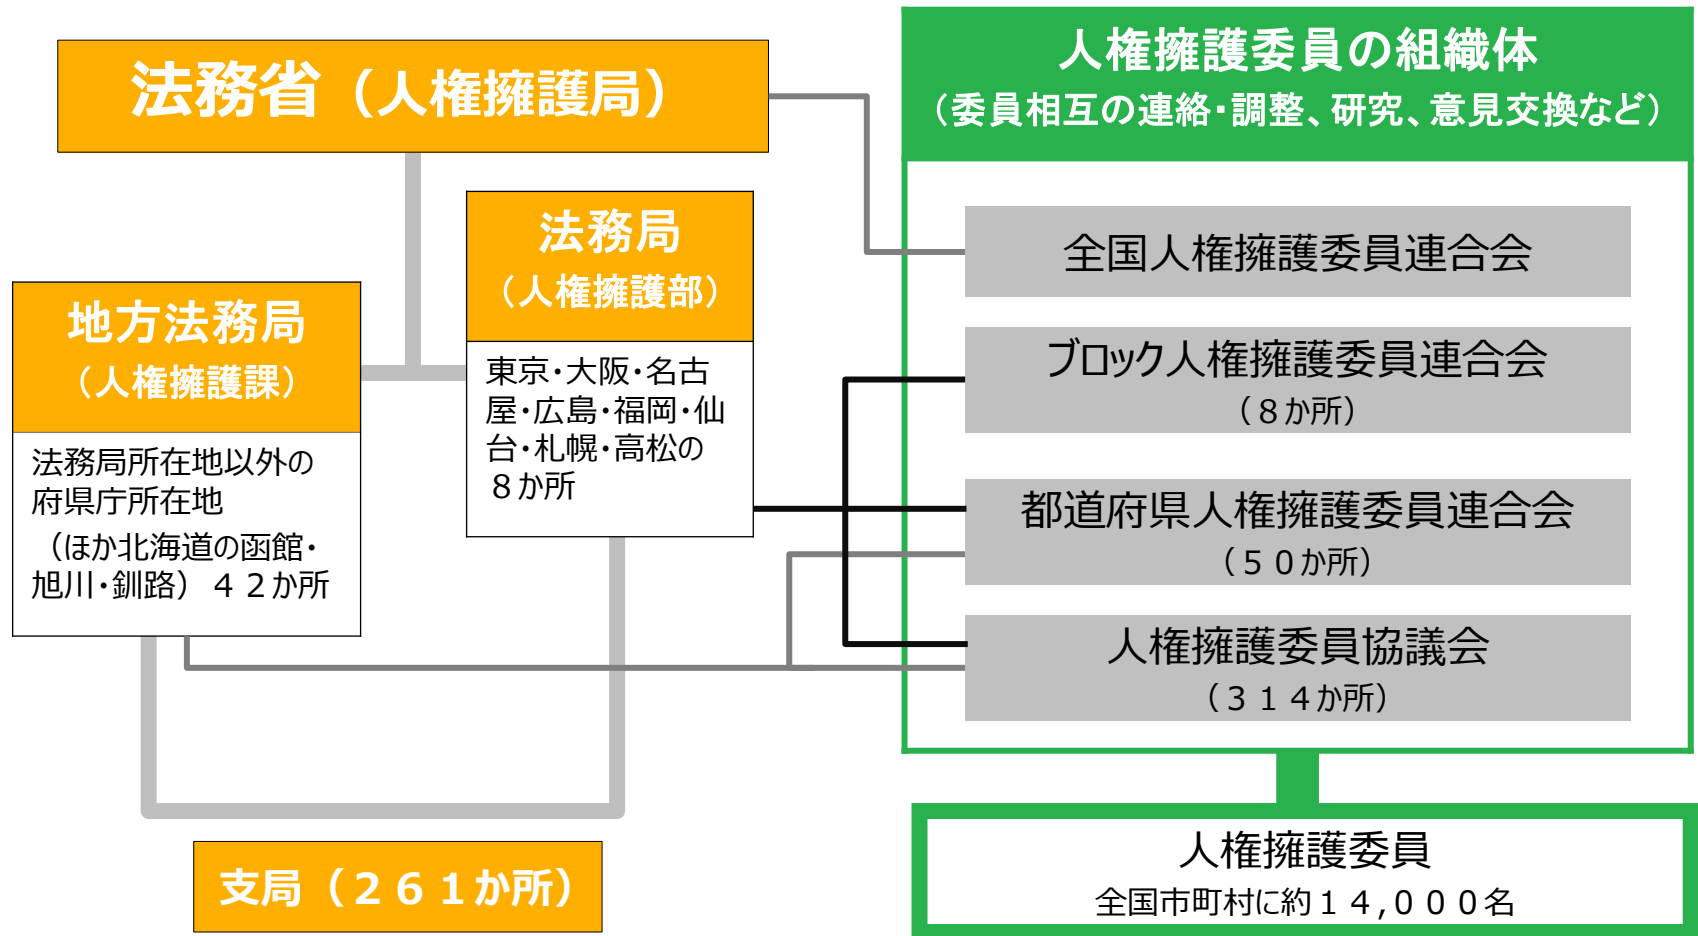 法務省（人権擁護局）
法務局
（人権擁護部）
東京・大阪・名古
屋・広島・福岡・仙
台・札幌・高松の
８か所
地方法務局
（人権擁護課）
法務局所在地以外の
府県庁所在地
（ほか北海道の函館・
旭川・釧路）４２か所
支局（２６１か所）
人権擁護委員の組織体
（委員相互の連絡・調整、研究、意見交換など）
全国人権擁護委員連合会
ブロック人権擁護委員連合会
（８か所）
都道府県人権擁護委員連合会
（５０か所）
人権擁護委員協議会
（３１４か所）
人権擁護委員
全国市町村に約１４,０００名